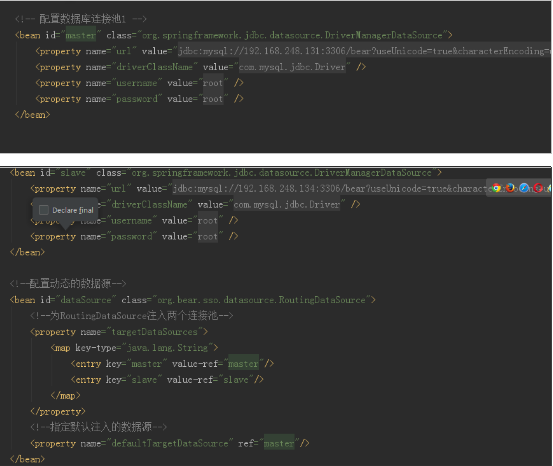 <!-- 配置数据库连接池1 -->
<bean id="master" class="org.springframework.jdbc.datasource.DriverManagerDataSource">
<property name="url" value="jdbc:mysql://192.168.248.131:3306/bear?useUnicode=true&characterEncoding=
<property name="driverClassName" value="com.mysql.jdbc.Driver" />
<property name="username" value="root" />
<property name="password" value="root" />
</bean>
<bean id="slave" class="org.springframework.jdbc.datasource.DriverManagerDataSource">
<property name="url" value="jdbc:mysql://192.168.248.134:3306/bear?useUnicode=true&charact
"driverClassName" value="com.mysql.jdbc.Driver" />
Declare final
<property name="username" value="root" />
<property name="password" value="root" />
</bean>
<!--配置动态的数据源-->
<bean id="dataSource" class="org.bear.sso.datasource.RoutingDataSource">
<!--为RoutingDataSource注入两个连接池-->
<property name="targetDataSources">
<map key-type="java.lang.String">
<entry key="master" value-ref="master"/>
<entry key="slave" value-ref="slave"/>
</map>
</property>
<!--指定默认注入的数据源-->
<property name="defaultTargetDataSource" ref="master"/>
</bean>